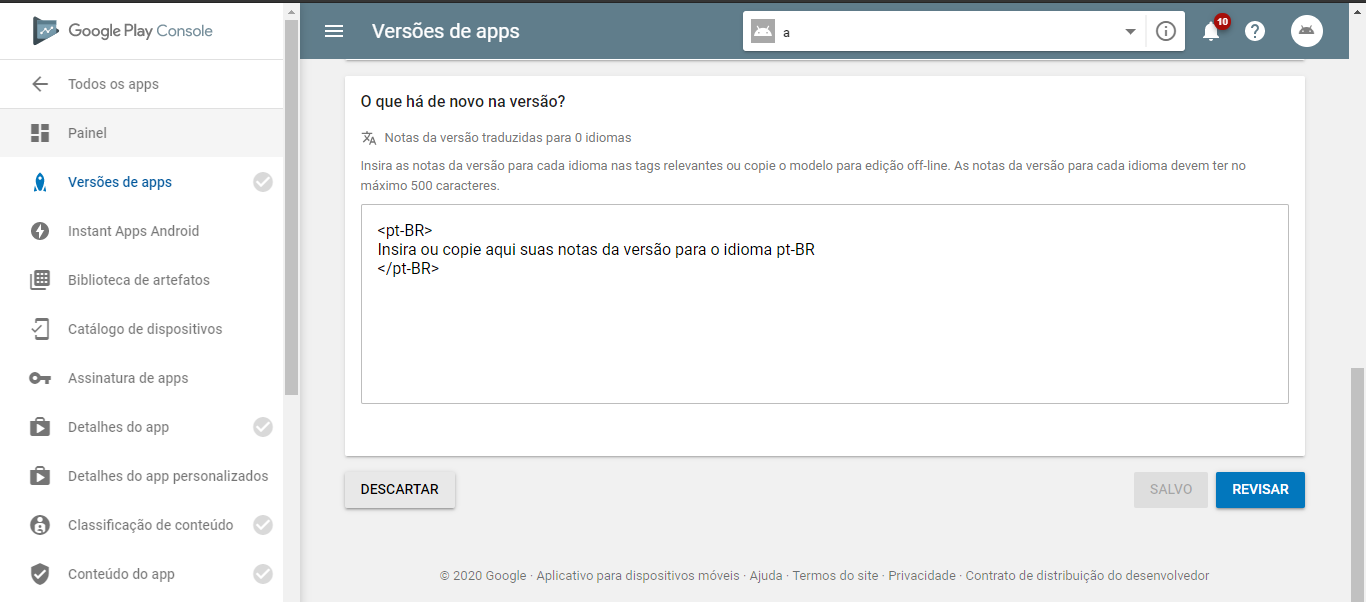 Google Play Console
Versões de apps
a
10
Todos os apps
Painel
Versões de apps
Instant Apps Android
Biblioteca de artefatos
Catálogo de dispositivos
Assinatura de apps
Detalhes do app
Detalhes do app personalizados
Classificação de conteúdo
Conteúdo do app
O que há de novo na versão?
Notas da versão traduzidas para 0 idiomas
Insira as notas da versão para cada idioma nas tags relevantes ou copie o modelo para edição off-line. As notas da versão para cada idioma devem ter no
máximo 500 caracteres.
<pt-BR>
Insira ou copie aqui suas notas da versão para o idioma pt-BR
</pt-BR>
DESCARTAR
SALVO
REVISAR
© 2020 Google · Aplicativo para dispositivos móveis · Ajuda · Termos do site · Privacidade · Contrato de distribuição do desenvolvedor